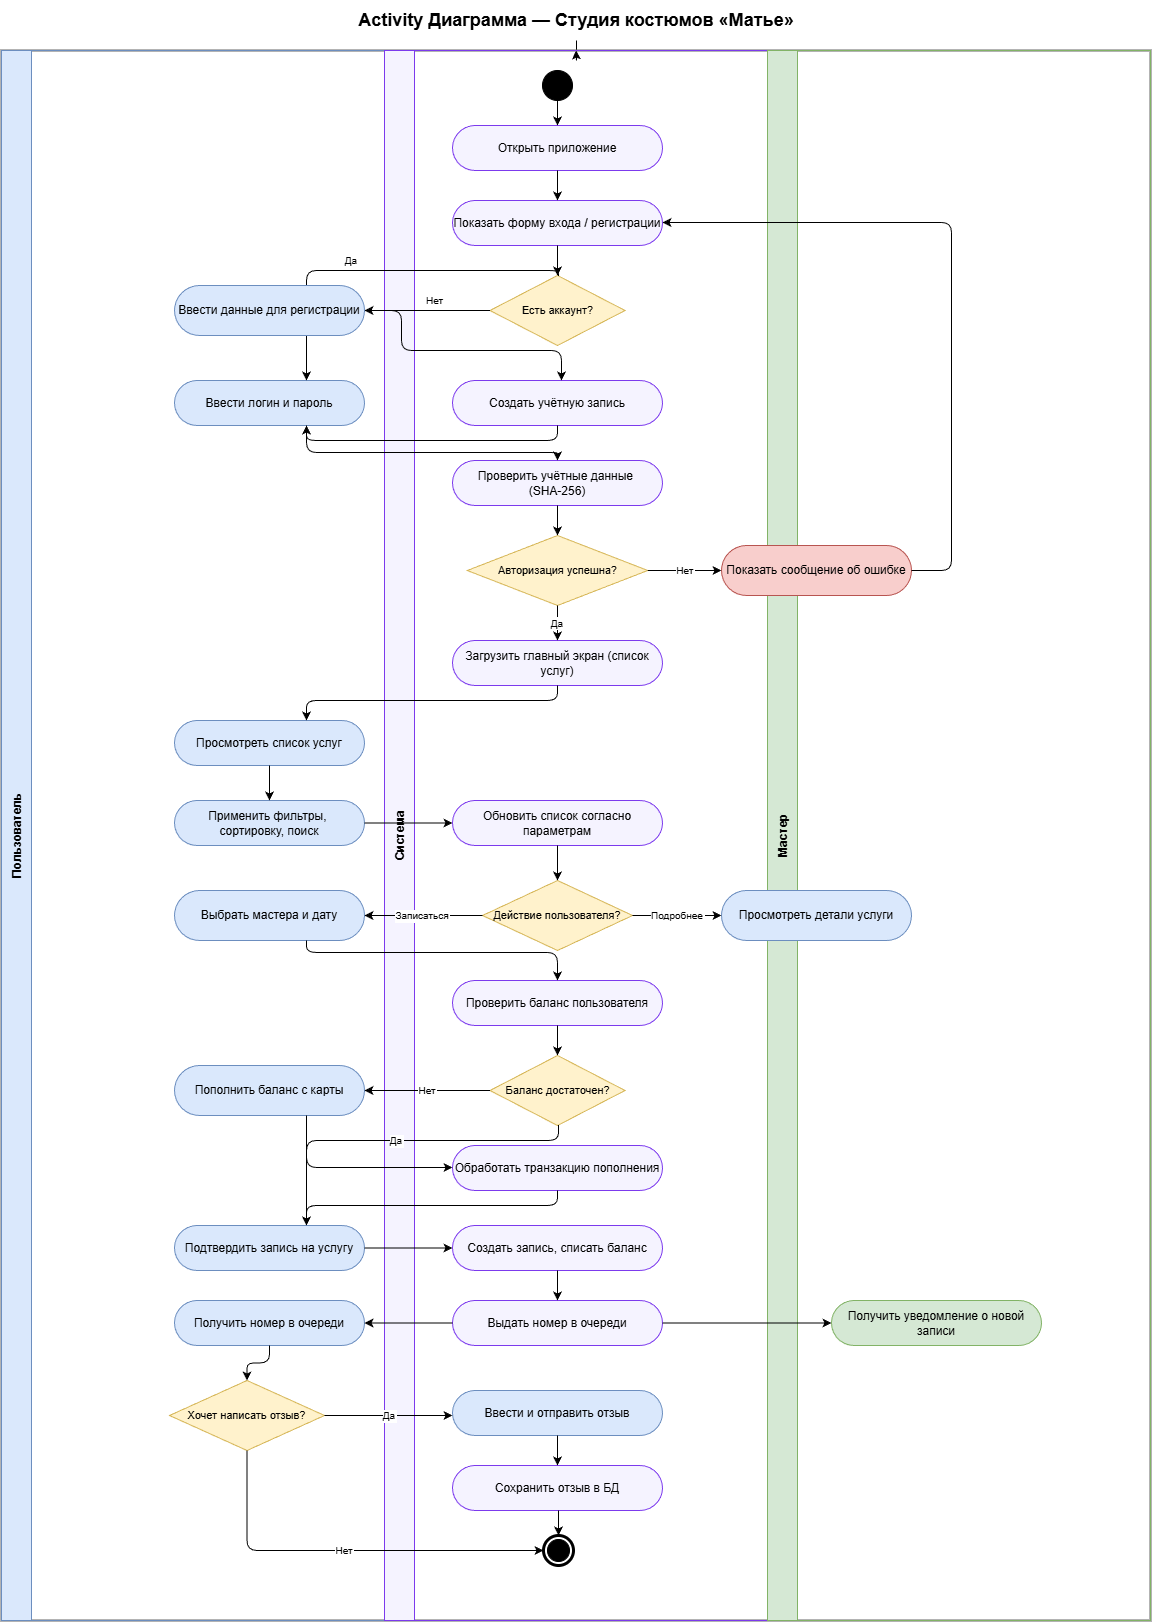 Activity Диаграмма — Студия костюмов «Матье»
Открыть приложение
Показать форму входа / регистрации
Да
Нет
Ввести данные для регистрации
Есть аккаунт?
Ввести логин и пароль
Создать учётную запись
Проверить учётные данные
(SHA-256)
Авторизация успешна?
Нет
Показать сообщение об ошибке
Да
Загрузить главный экран (список
услуг)
Просмотреть список услуг
Пользователь
Система
Мастер
Применить фильтры,
сортировку, поиск
Обновить список согласно
параметрам
Выбрать мастера и дату
Записаться
Действие пользователя?
Подробнее
Просмотреть детали услуги
Проверить баланс пользователя
Пополнить баланс с карты
Нет
Баланс достаточен?
Да
Обработать транзакцию пополнения
Подтвердить запись на услугу
Создать запись, списать баланс
Получить номер в очереди
Выдать номер в очереди
Получить уведомление о новой
записи
Хочет написать отзыв?
Да
Ввести и отправить отзыв
Сохранить отзыв в БД
Нет